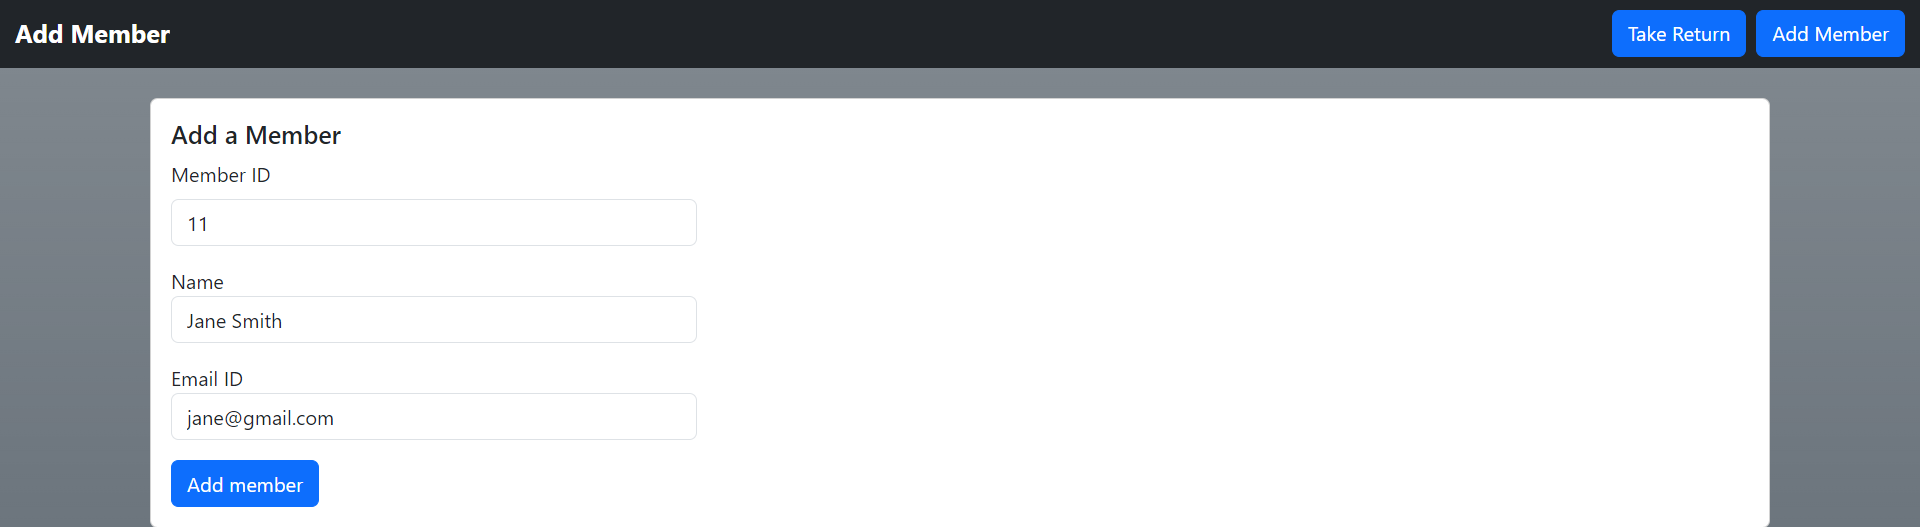 Add Member
Take Return
Add Member
Add a Member
Member ID
11
Name
Jane Smith
Email ID
jane@gmail.com
Add member